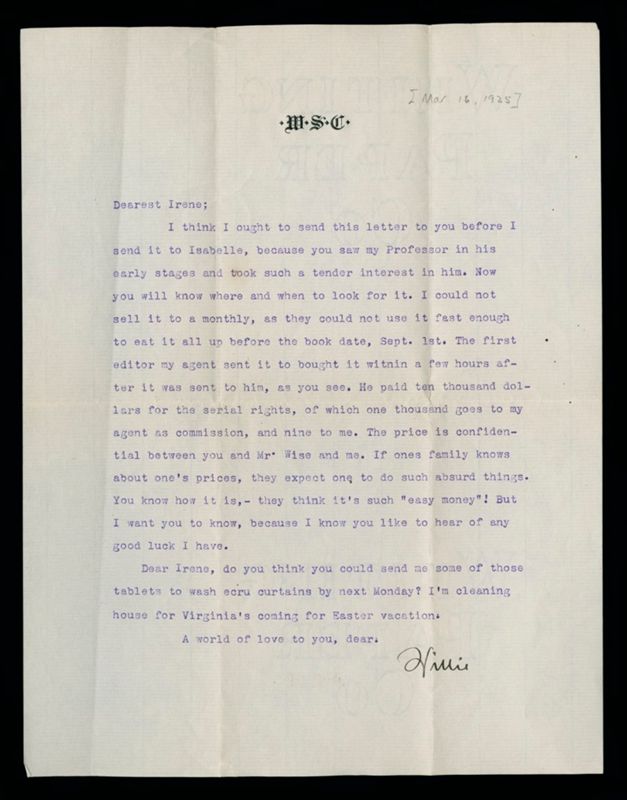 [Mar. 16, 1925]
·W·S·C·
Dearest Irene;
I think I ought to send this letter to you before I
send it to Isabelle, because you saw my Professor in his
early stages and took such a tender interest in him. Now
you will know where and when to look for it. I could not
sell it to a monthly, as they could not use it fast enough
to eat it all up before the book date, Sept. 1st. The first
editor my agent sent it to bought it witnin a few hours af-
ter it was sent to him, as you see. He paid ten thousand dol-
lars for the serial rights, of which one thousand goes to my
agent as commission, and nine to me. The price is confiden-
tial between you and Mr. Wise and me. If ones family knows
about one's prices, they expect one to do such absurd things.
You know how it is,- they think it's such "easy money"! But
I want you to know, because I know you like to hear of any
good luck I have.
Dear Irene, do you think you could send me some of those
tablets to wash ecru curtains by next Monday? I'm cleaning
house for Virginia's coming for Easter vacation.
A world of love to you, dear.
Willie